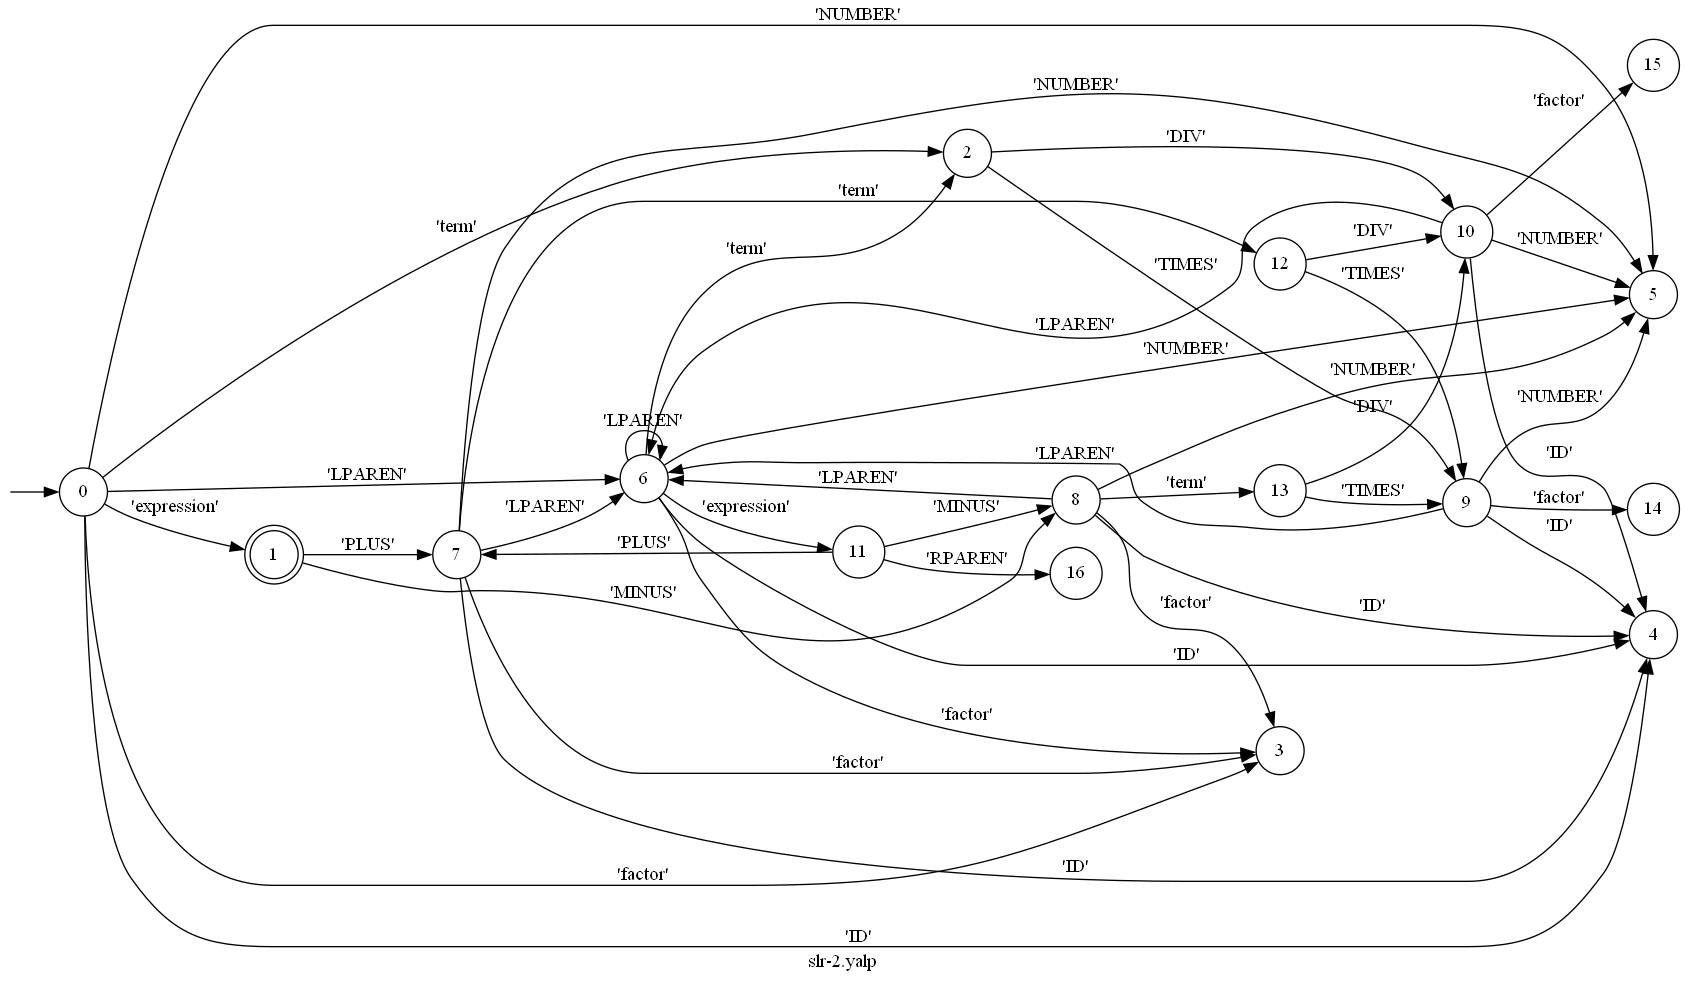 'NUMBER'
15
'NUMBER'
'factor'
2
'DIV'
'term'
'term'
'DIV'
10
'NUMBER'
'term'
12
'TIMES'
'TIMES'
5
'LPAREN'
'NUMBER'
'NUMBER'
'DIV'
'NUMBER'
'LPAREN'
'LPAREN'
'ID'
0
'LPAREN'
6
'LPAREN'
8
'term'
13
'TIMES'
9
'factor'
14
'expression'
'LPAREN'
'expression'
'MINUS'
'ID'
1
'PLUS'
7
'PLUS'
11
'RPAREN'
16
'MINUS'
'factor'
'ID'
4
'ID'
'factor'
3
'factor'
'factor'
'ID'
'ID'
slr-2.yalp